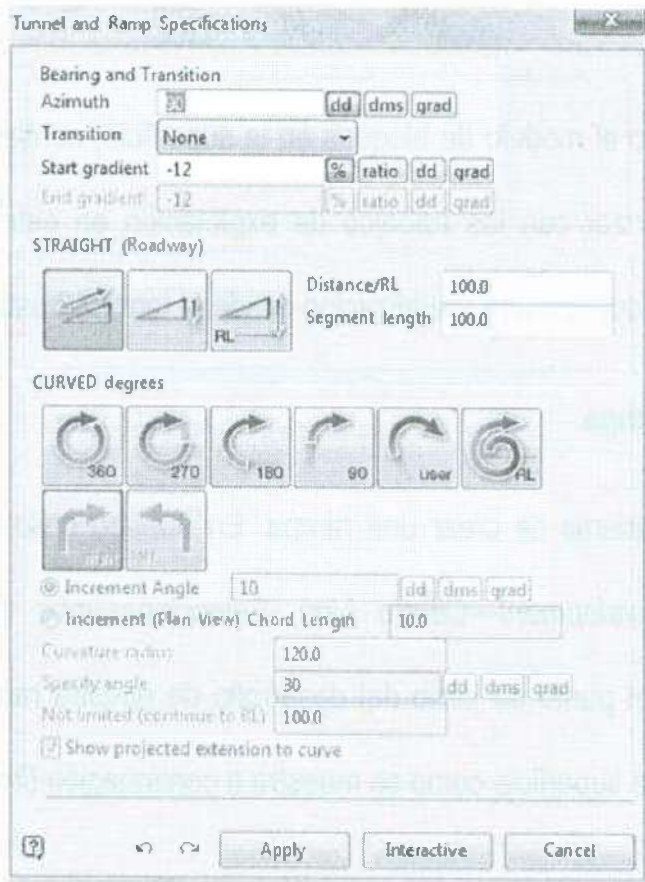 Tunnel and Ramp Specifications
Bearing and Transition
Azimuth dd dms grad
Transition None
Start gradient -12 % ratio dd grad
End gradient -12 % ratio dd grad
STRAIGHT (Roadway)
Distance/RL 100.0
RL
Segment length 100.0
CURVED degrees
360 270 180 90 user RL
Increment Angle 10 dd dms grad
Increment (Plan View) Chord Length 10.0
Curvature radius 120.0
Specify angle 30 dd dms grad
Not limited (continue to RL) 100.0
Show projected extension to curve
Apply Interactive Cancel